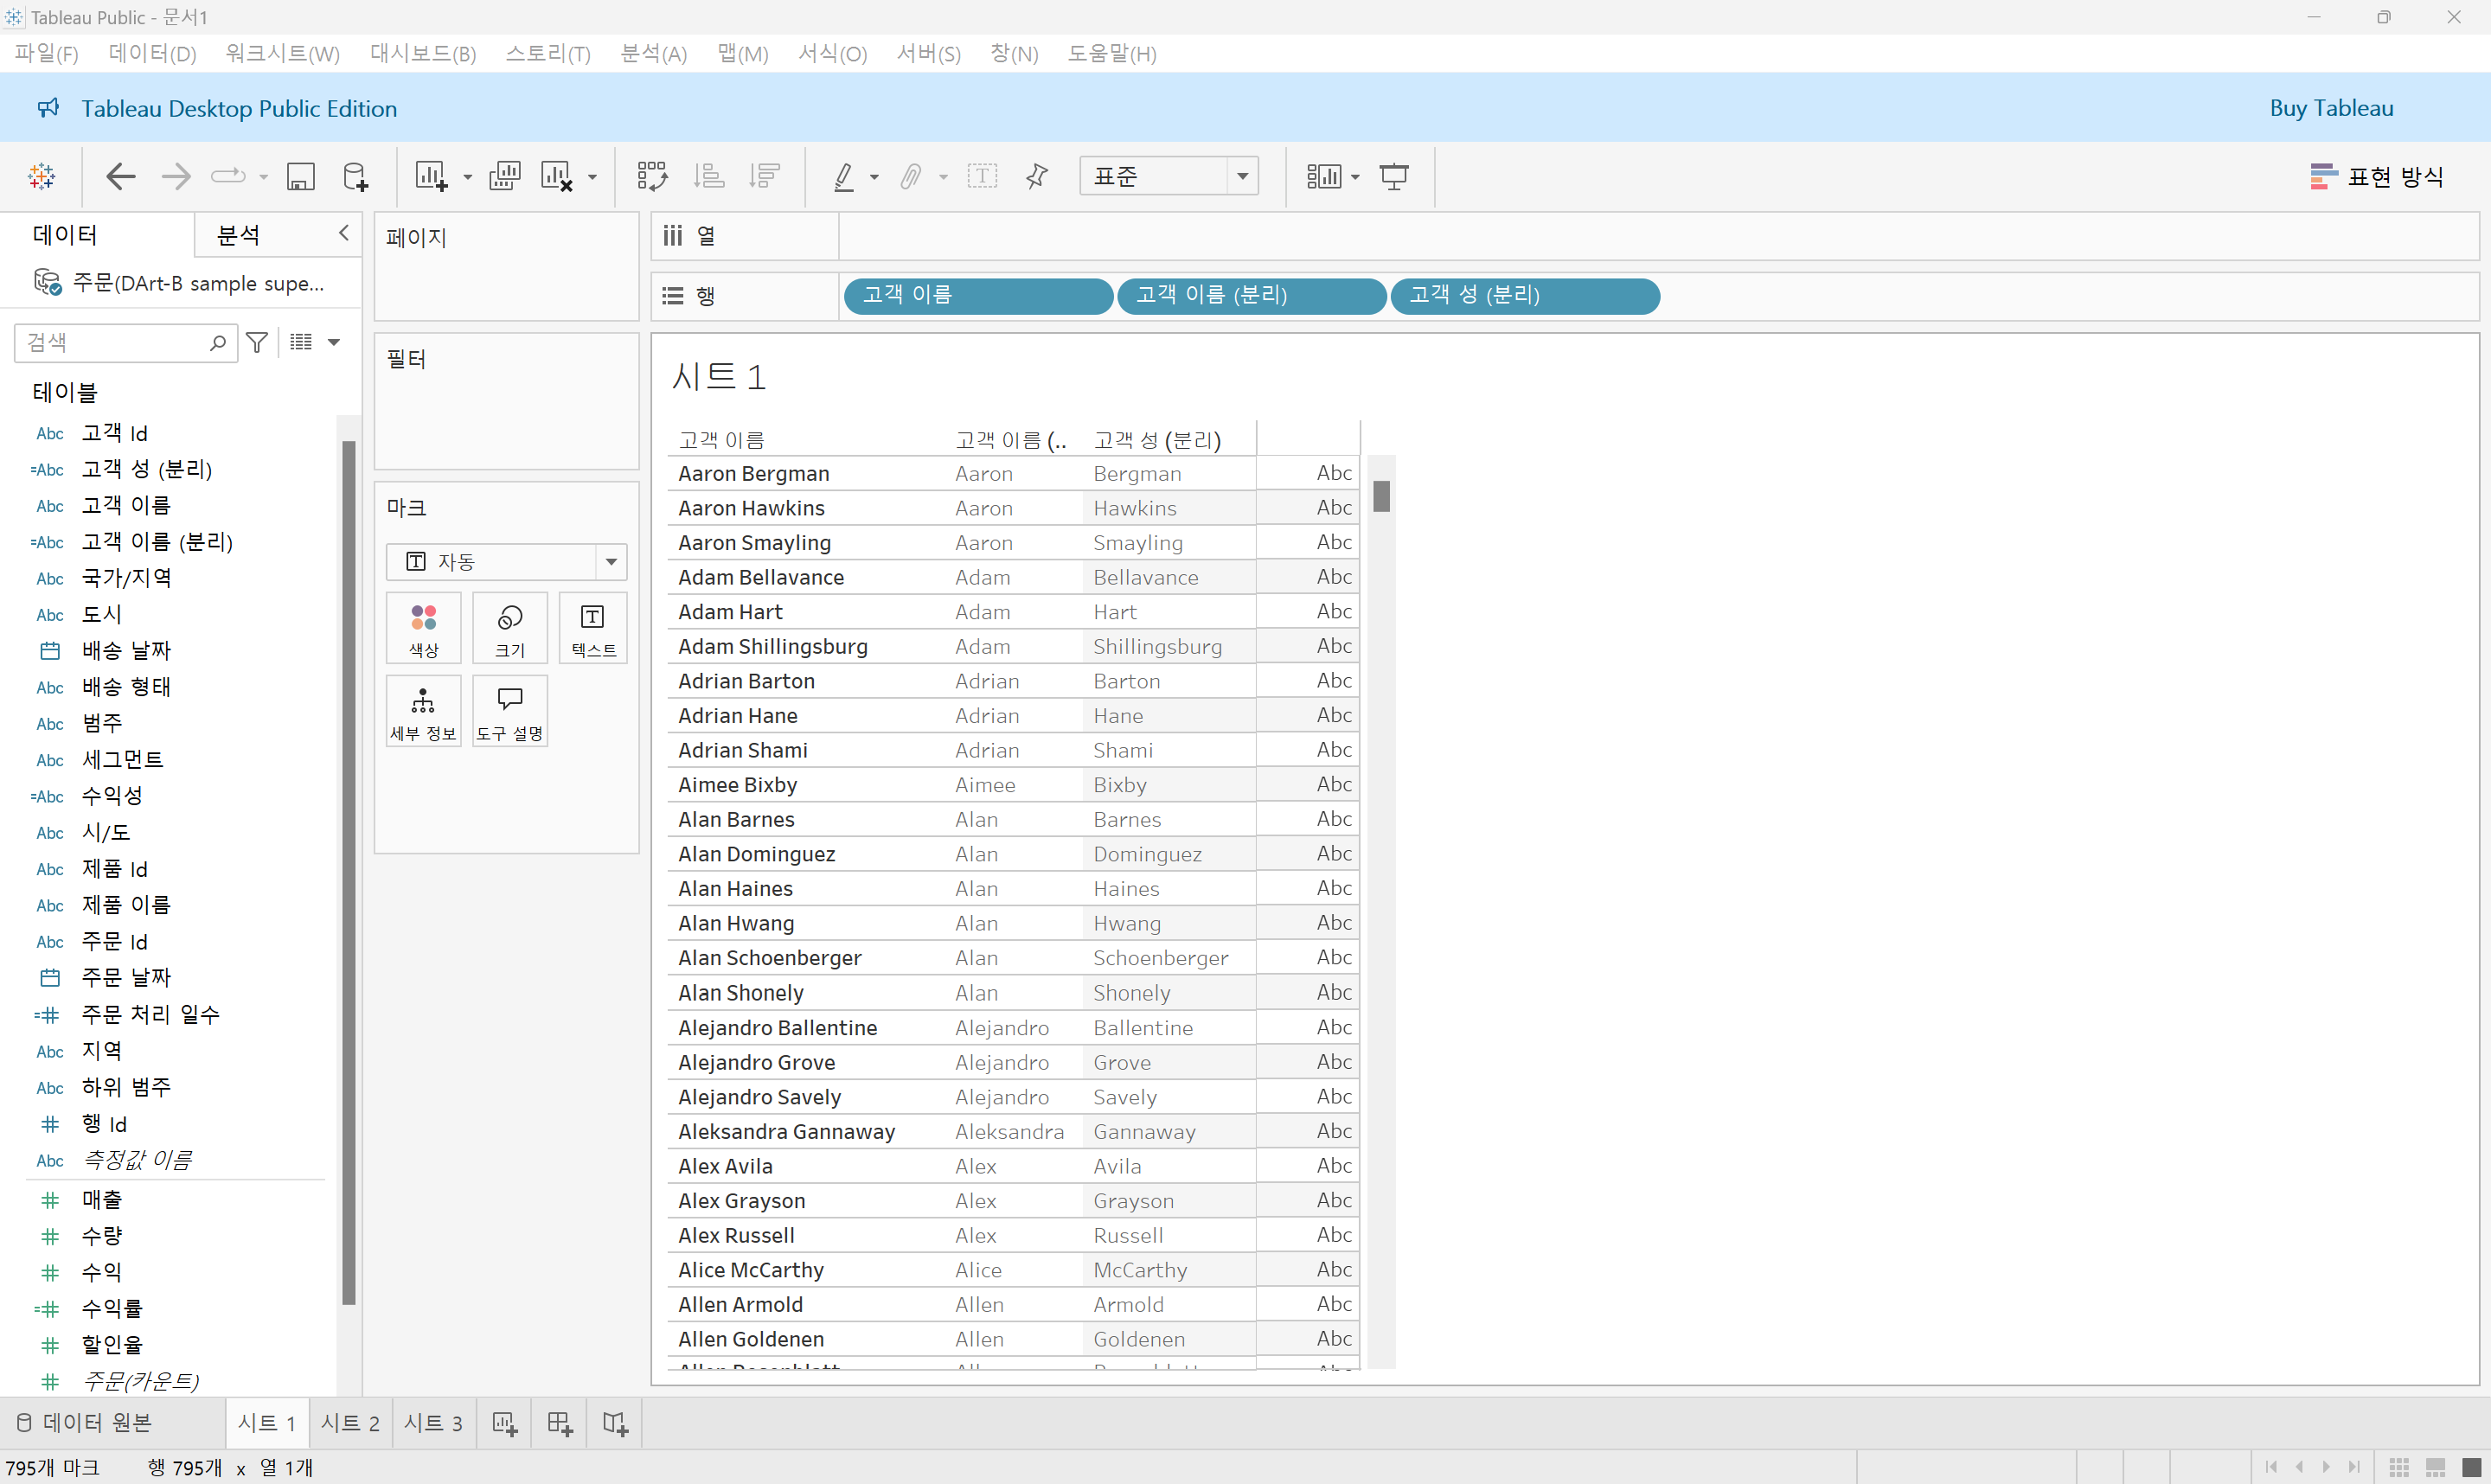 Tableau Public - 문서1
파일(F) 데이터(D) 워크시트(W) 대시보드(B) 스토리(T) 분석(A) 맵(M) 서식(O) 서버(S) 창(N) 도움말(H)
Tableau Desktop Public Edition Buy Tableau
표준 표현 방식
데이터 분석
주문(DArt-B sample supe...
검색
테이블
Abc 고객 Id
=Abc 고객 성 (분리)
Abc 고객 이름
=Abc 고객 이름 (분리)
Abc 국가/지역
Abc 도시
배송 날짜
Abc 배송 형태
Abc 범주
Abc 세그먼트
=Abc 수익성
Abc 시/도
Abc 제품 Id
Abc 제품 이름
Abc 주문 Id
주문 날짜
=# 주문 처리 일수
Abc 지역
Abc 하위 범주
# 행 Id
Abc 측정값 이름
# 매출
# 수량
# 수익
=# 수익률
# 할인율
# 주문(카운트)
페이지
필터
마크
자동
색상 크기 텍스트
세부 정보 도구 설명
열
행 고객 이름 고객 이름 (분리) 고객 성 (분리)
시트 1
고객 이름 고객 이름 (.. 고객 성 (분리)
Aaron Bergman Aaron Bergman Abc
Aaron Hawkins Aaron Hawkins Abc
Aaron Smayling Aaron Smayling Abc
Adam Bellavance Adam Bellavance Abc
Adam Hart Adam Hart Abc
Adam Shillingsburg Adam Shillingsburg Abc
Adrian Barton Adrian Barton Abc
Adrian Hane Adrian Hane Abc
Adrian Shami Adrian Shami Abc
Aimee Bixby Aimee Bixby Abc
Alan Barnes Alan Barnes Abc
Alan Dominguez Alan Dominguez Abc
Alan Haines Alan Haines Abc
Alan Hwang Alan Hwang Abc
Alan Schoenberger Alan Schoenberger Abc
Alan Shonely Alan Shonely Abc
Alejandro Ballentine Alejandro Ballentine Abc
Alejandro Grove Alejandro Grove Abc
Alejandro Savely Alejandro Savely Abc
Aleksandra Gannaway Aleksandra Gannaway Abc
Alex Avila Alex Avila Abc
Alex Grayson Alex Grayson Abc
Alex Russell Alex Russell Abc
Alice McCarthy Alice McCarthy Abc
Allen Armold Allen Armold Abc
Allen Goldenen Allen Goldenen Abc
데이터 원본 시트 1 시트 2 시트 3
795개 마크 행 795개 x 열 1개